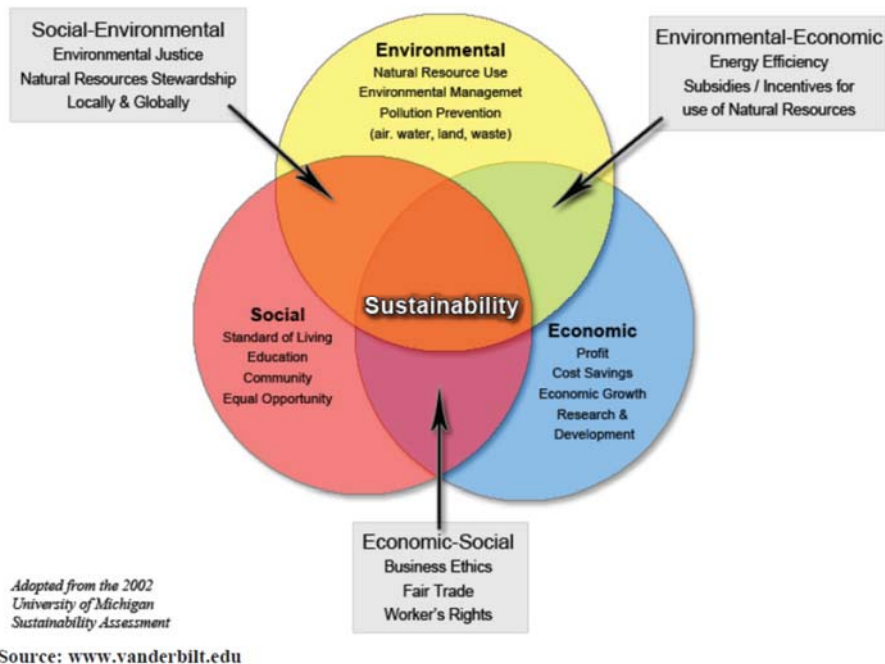 Social-Environmental
Environmental Justice
Natural Resources Stewardship
Locally & Globally
Environmental
Natural Resource Use
Environmental Managemet
Pollution Prevention
(air. water, land, waste)
Environmental-Economic
Energy Efficiency
Subsidies / Incentives for
use of Natural Resources
Sustainability
Social
Standard of Living
Education
Community
Equal Opportunity
Economic
Profit
Cost Savings
Economic Growth
Research &
Development
Economic-Social
Business Ethics
Fair Trade
Worker's Rights
Adopted from the 2002
University of Michigan
Sustainability Assessment
Source: www.vanderbilt.edu